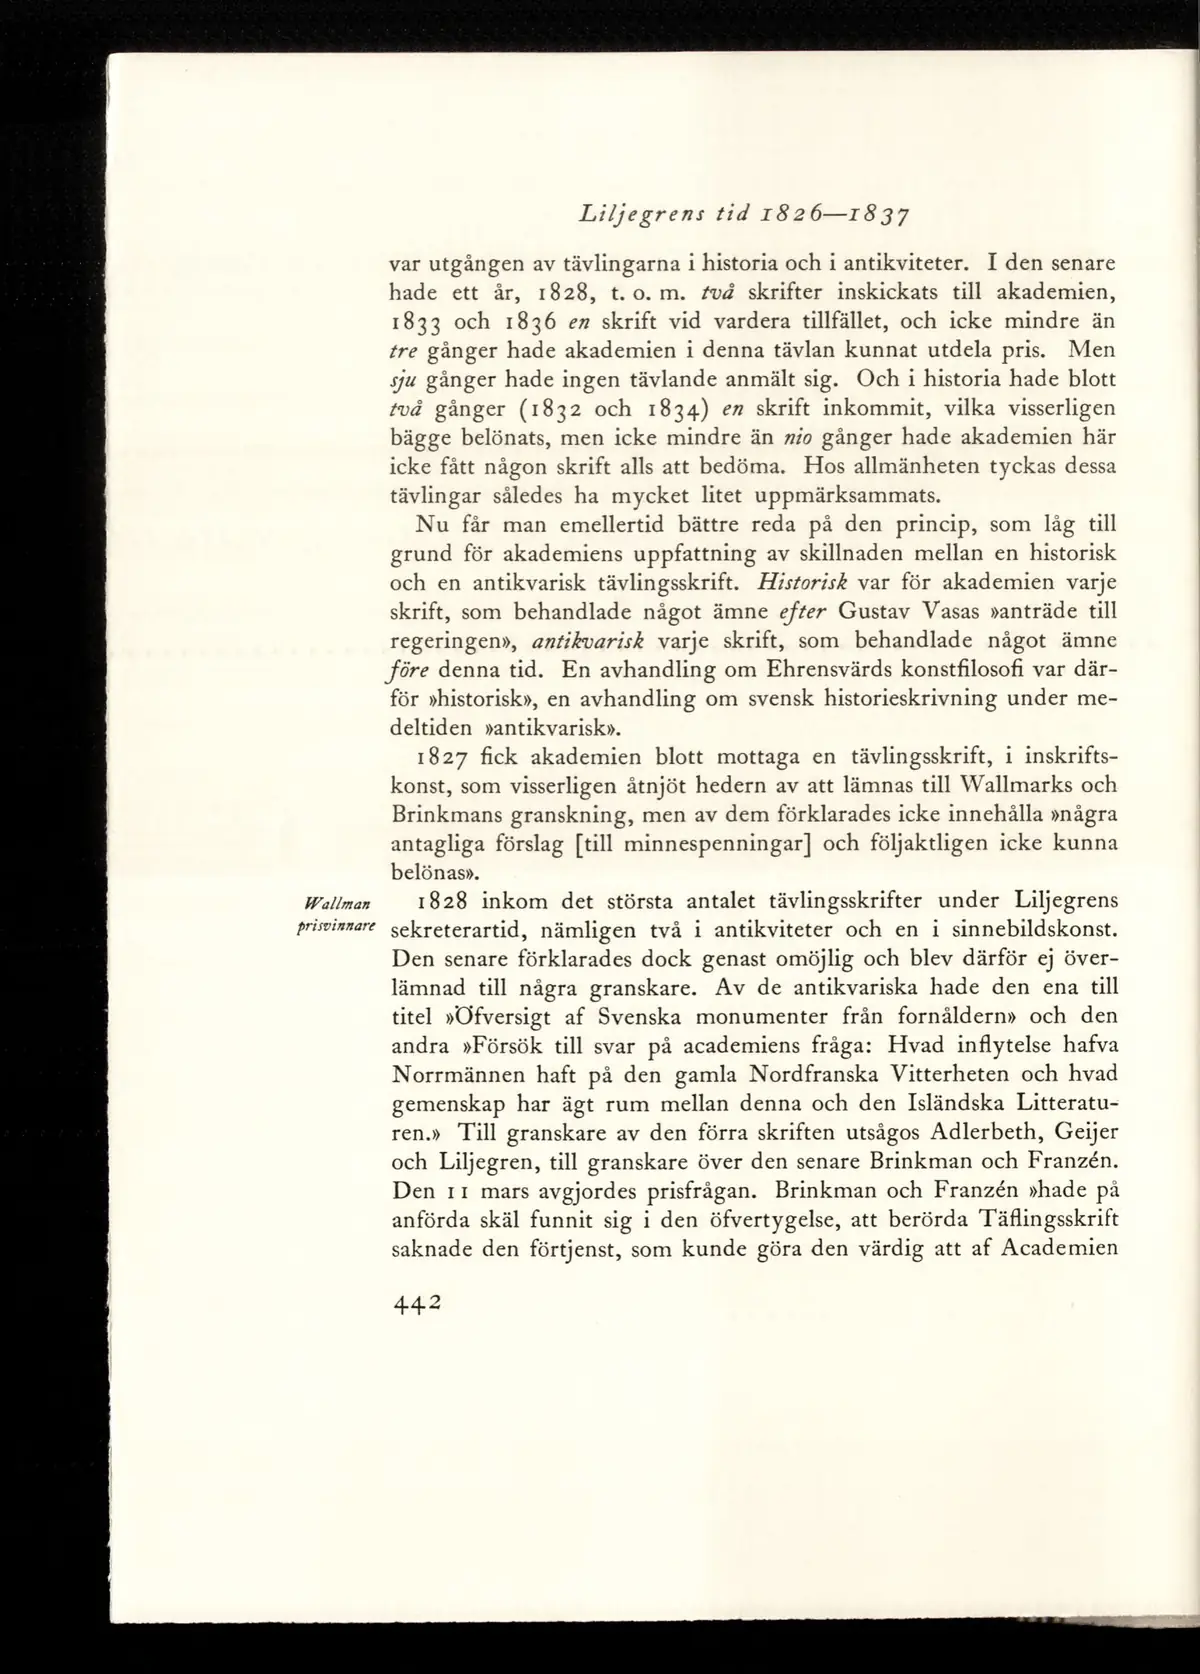 Liljegrens tid 1826—1837
var utgången av tävlingarna i historia och i antikviteter. I den senare
hade ett år, 1828, t. o. m. två skrifter inskickats till akademien,
1833 och 1836 en skrift vid vardera tillfället, och icke mindre än
tre gånger hade akademien i denna tävlan kunnat utdela pris. Men
sju gånger hade ingen tävlande anmält sig. Och i historia hade blott
två gånger (1832 och 1834) en skrift inkommit, vilka visserligen
bägge belönats, men icke mindre än nio gånger hade akademien här
icke fått någon skrift alls att bedöma. Hos allmänheten tyckas dessa
tävlingar således ha mycket litet uppmärksammats.
Nu får man emellertid bättre reda på den princip, som låg till
grund för akademiens uppfattning av skillnaden mellan en historisk
och en antikvarisk tävlingsskrift. Historisk var för akademien varje
skrift, som behandlade något ämne efter Gustav Vasas »anträde till
regeringen», antikvarisk varje skrift, som behandlade något ämne
före denna tid. En avhandling om Ehrensvärds konstfilosofi var där-
för »historisk», en avhandling om svensk historieskrivning under me-
deltiden »antikvarisk».
1827 fick akademien blott mottaga en tävlingsskrift, i inskrifts-
konst, som visserligen åtnjöt hedern av att lämnas till Wallmarks och
Brinkmans granskning, men av dem förklarades icke innehålla »några
antagliga förslag [till minnespenningar] och följaktligen icke kunna
belönas».
Wallman
prisvinnare
1828 inkom det största antalet tävlingsskrifter under Liljegrens
sekreterartid, nämligen två i antikviteter och en i sinnebildskonst.
Den senare förklarades dock genast omöjlig och blev därför ej över-
lämnad till några granskare. Av de antikvariska hade den ena till
titel »Öfversigt af Svenska monumenter från fornåldern» och den
andra »Försök till svar på academiens fråga: Hvad inflytelse hafva
Norrmännen haft på den gamla Nordfranska Vitterheten och hvad
gemenskap har ägt rum mellan denna och den Isländska Litteratu-
ren.» Till granskare av den förra skriften utsågos Adlerbeth, Geijer
och Liljegren, till granskare över den senare Brinkman och Franzén.
Den 11 mars avgjordes prisfrågan. Brinkman och Franzén »hade på
anförda skäl funnit sig i den öfvertygelse, att berörda Täflingsskrift
saknade den förtjenst, som kunde göra den värdig att af Academien
442